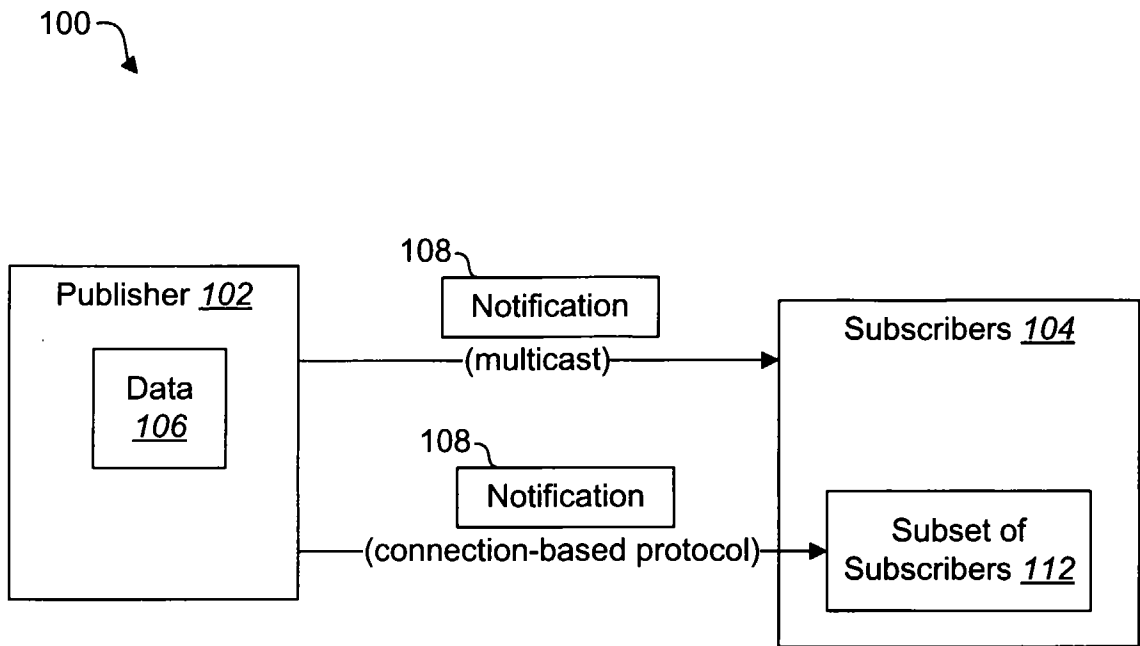 100
108
Publisher 102
Notification
Subscribers 104
(multicast)
Data
106
108
Notification
(connection-based protocol)
Subset of
Subscribers 112